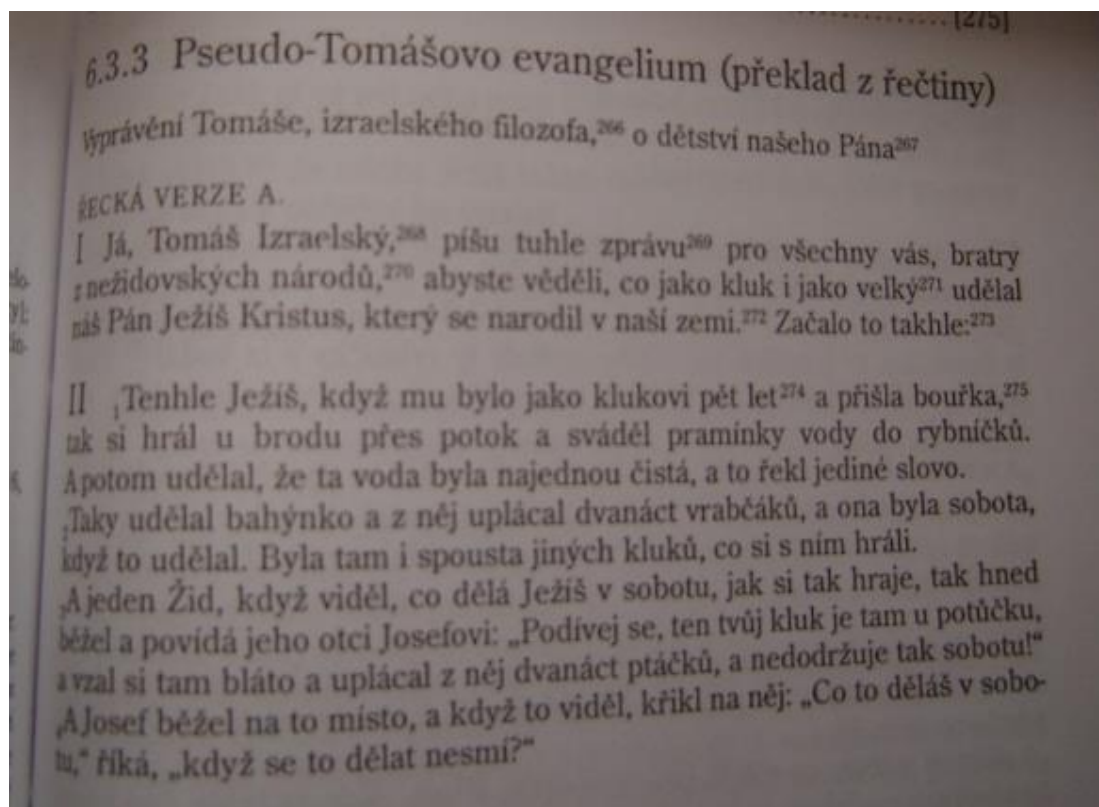 [275]
6.3.3 Pseudo-Tomášovo evangelium (překlad z řečtiny)
Vyprávění Tomáše, izraelského filozofa,²⁶⁶ o dětství našeho Pána²⁶⁷
ŘECKÁ VERZE A.
I Já, Tomáš Izraelský,²⁶⁸ píšu tuhle zprávu²⁶⁹ pro všechny vás, bratry
z nežidovských národů,²⁷⁰ abyste věděli, co jako kluk i jako velký²⁷¹ udělal
náš Pán Ježíš Kristus, který se narodil v naší zemi.²⁷² Začalo to takhle:²⁷³
II ₁Tenhle Ježíš, když mu bylo jako klukovi pět let²⁷⁴ a přišla bouřka,²⁷⁵
tak si hrál u brodu přes potok a sváděl pramínky vody do rybníčků.
A potom udělal, že ta voda byla najednou čistá, a to řekl jediné slovo.
Taky udělal bahýnko a z něj uplácal dvanáct vrabčáků, a ona byla sobota,
když to udělal. Byla tam i spousta jiných kluků, co si s ním hráli.
A jeden Žid, když viděl, co dělá Ježíš v sobotu, jak si tak hraje, tak hned
běžel a povídá jeho otci Josefovi: „Podívej se, ten tvůj kluk je tam u potůčku,
a vzal si tam bláto a uplácal z něj dvanáct ptáčků, a nedodržuje tak sobotu!“
A Josef běžel na to místo, a když to viděl, křikl na něj: „Co to děláš v sobo-
tu,“ říká, „když se to dělat nesmí?“